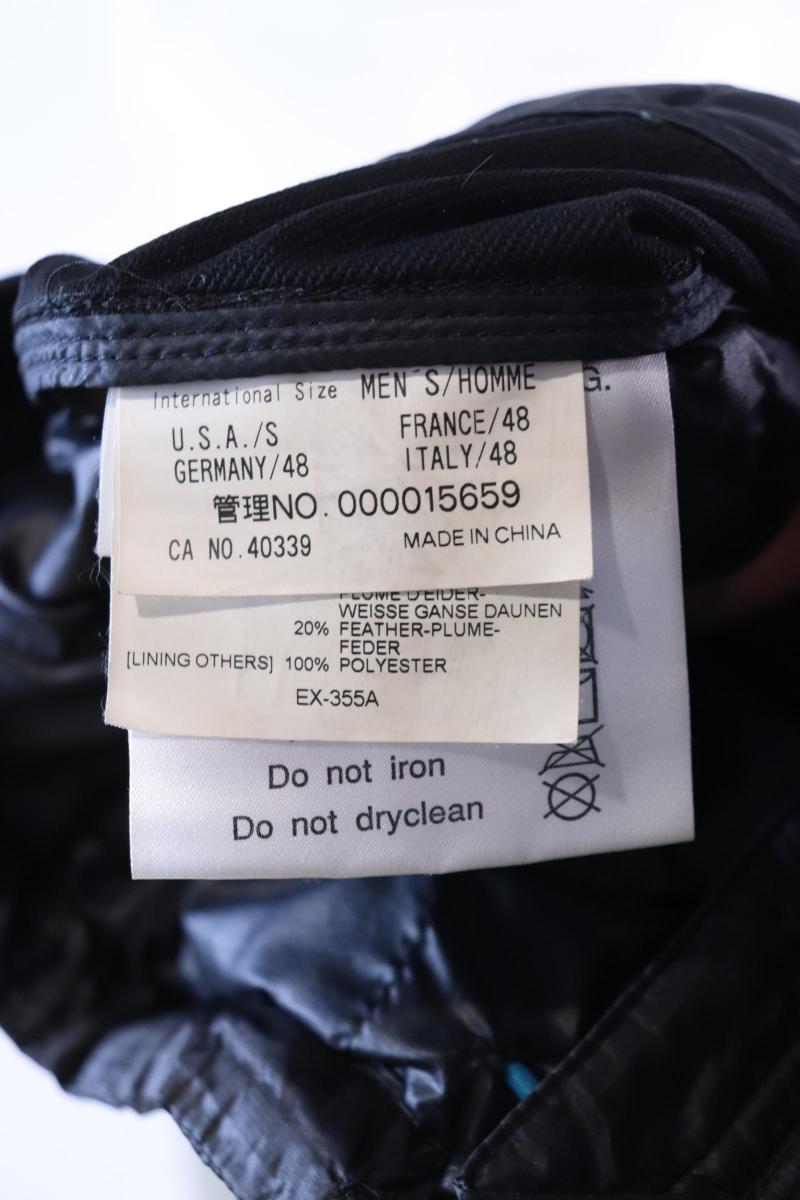 International Size MEN´S/HOMME
U.S.A./S FRANCE/48
GERMANY/48 ITALY/48
管理NO. 000015659
CA NO.40339 MADE IN CHINA
G.
PLUME D'EIDER-
WEISSE GANSE DAUNEN
20% FEATHER-PLUME-
FEDER
[LINING OTHERS] 100% POLYESTER
EX-355A
Do not iron
Do not dryclean